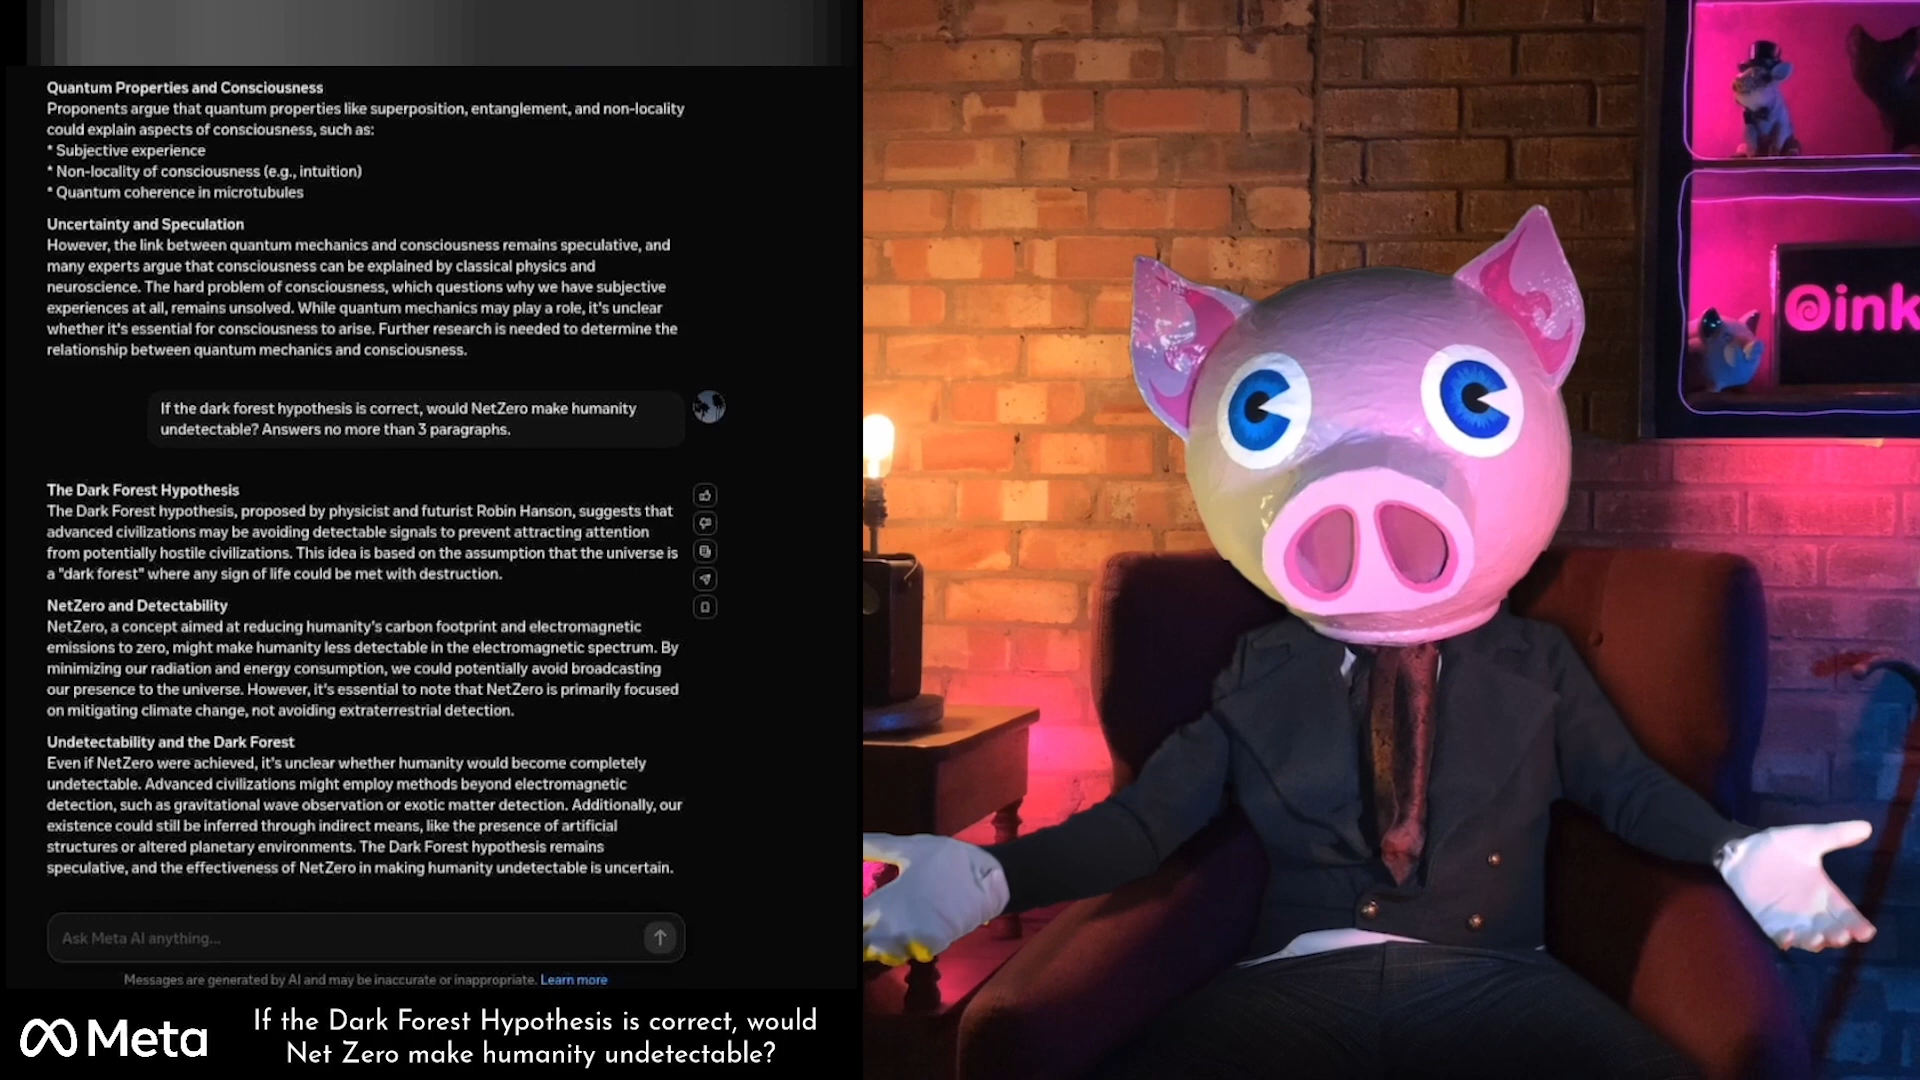 Quantum Properties and Consciousness
Proponents argue that quantum properties like superposition, entanglement, and non-locality
could explain aspects of consciousness, such as:
* Subjective experience
* Non-locality of consciousness (e.g., intuition)
* Quantum coherence in microtubules
Uncertainty and Speculation
However, the link between quantum mechanics and consciousness remains speculative, and
many experts argue that consciousness can be explained by classical physics and
neuroscience. The hard problem of consciousness, which questions why we have subjective
experiences at all, remains unsolved. While quantum mechanics may play a role, it's unclear
whether it's essential for consciousness to arise. Further research is needed to determine the
relationship between quantum mechanics and consciousness.
If the dark forest hypothesis is correct, would NetZero make humanity
undetectable? Answers no more than 3 paragraphs.
The Dark Forest Hypothesis
The Dark Forest hypothesis, proposed by physicist and futurist Robin Hanson, suggests that
advanced civilizations may be avoiding detectable signals to prevent attracting attention
from potentially hostile civilizations. This idea is based on the assumption that the universe is
a "dark forest" where any sign of life could be met with destruction.
NetZero and Detectability
NetZero, a concept aimed at reducing humanity's carbon footprint and electromagnetic
emissions to zero, might make humanity less detectable in the electromagnetic spectrum. By
minimizing our radiation and energy consumption, we could potentially avoid broadcasting
our presence to the universe. However, it's essential to note that NetZero is primarily focused
on mitigating climate change, not avoiding extraterrestrial detection.
Undetectability and the Dark Forest
Even if NetZero were achieved, it's unclear whether humanity would become completely
undetectable. Advanced civilizations might employ methods beyond electromagnetic
detection, such as gravitational wave observation or exotic matter detection. Additionally, our
existence could still be inferred through indirect means, like the presence of artificial
structures or altered planetary environments. The Dark Forest hypothesis remains
speculative, and the effectiveness of NetZero in making humanity undetectable is uncertain.
Ask Meta AI anything...
Messages are generated by AI and may be inaccurate or inappropriate. Learn more
Meta
If the Dark Forest Hypothesis is correct, would
Net Zero make humanity undetectable?
Oink